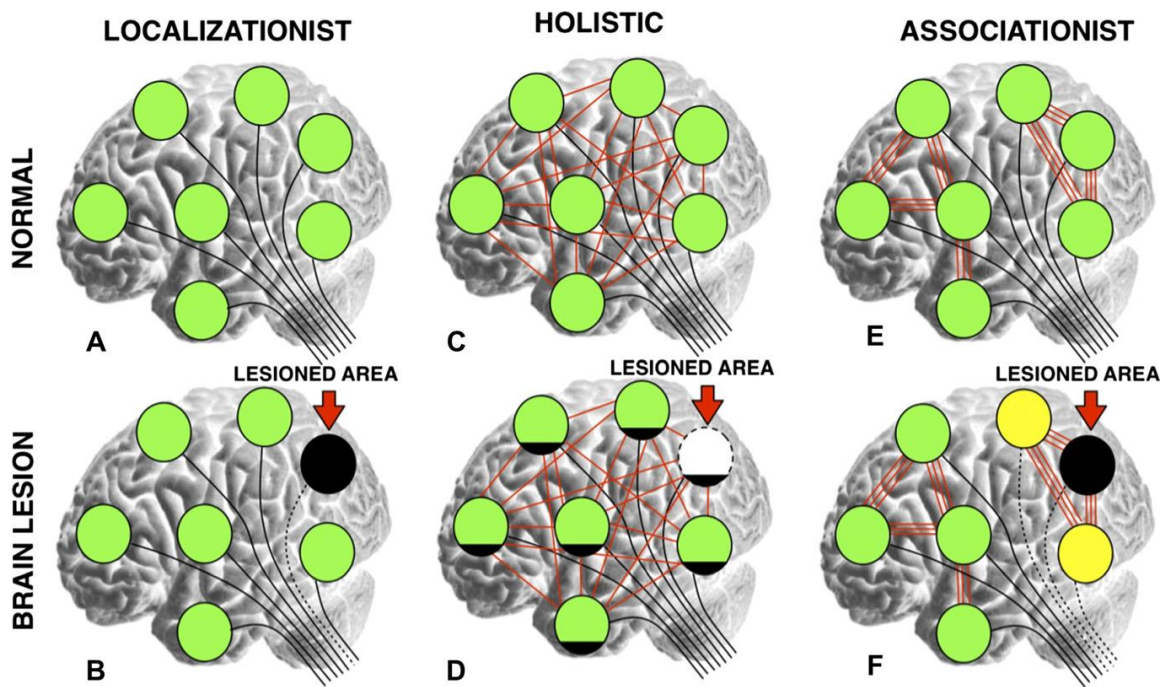 LOCALIZATIONIST
HOLISTIC
ASSOCIATIONIST
NORMAL
A
C
E
LESIONED AREA
LESIONED AREA
LESIONED AREA
BRAIN LESION
B
D
F